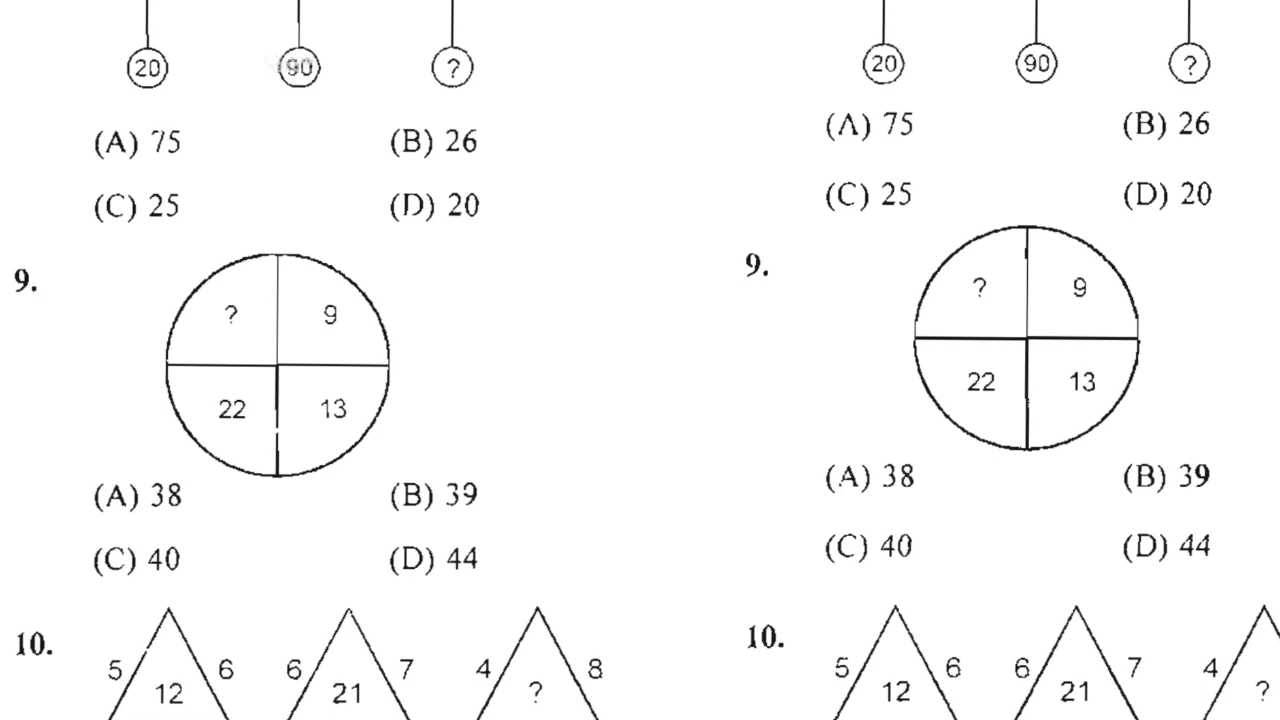 20 90 ?
(A) 75 (B) 26
(C) 25 (D) 20
9.
? 9
22 13
(A) 38 (B) 39
(C) 40 (D) 44
10.
5 12 6 6 21 7 4 ? 8
20 90 ?
(A) 75 (B) 26
(C) 25 (D) 20
9.
? 9
22 13
(A) 38 (B) 39
(C) 40 (D) 44
10.
5 12 6 6 21 7 4 ?